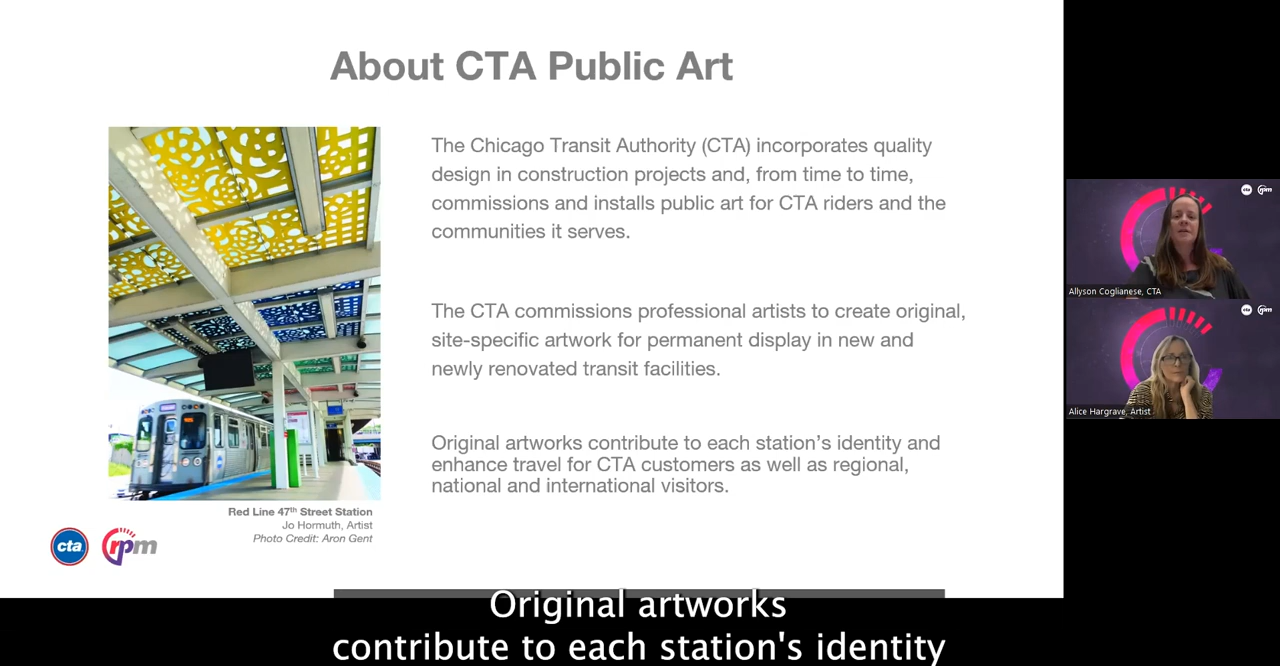 About CTA Public Art
The Chicago Transit Authority (CTA) incorporates quality
design in construction projects and, from time to time,
commissions and installs public art for CTA riders and the
communities it serves.
The CTA commissions professional artists to create original,
site-specific artwork for permanent display in new and
newly renovated transit facilities.
Original artworks contribute to each station's identity and
enhance travel for CTA customers as well as regional,
national and international visitors.
Red Line 47th Street Station
Jo Hormuth, Artist
Photo Credit: Aron Gent
cta
rpm
cta rpm
Allyson Coglianese, CTA
cta rpm
Alice Hargrave, Artist
Original artworks
contribute to each station's identity